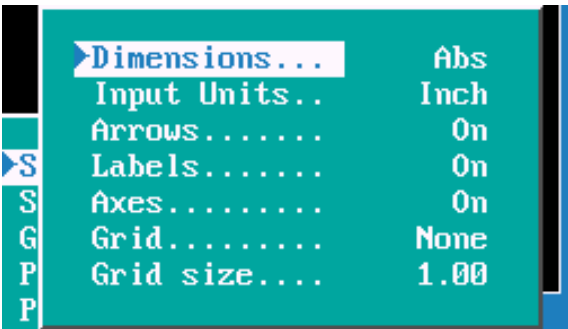 Dimensions... Abs
Input Units.. Inch
Arrows....... On
Labels....... On
Axes......... On
Grid......... None
Grid size.... 1.00
S
S
G
P
P